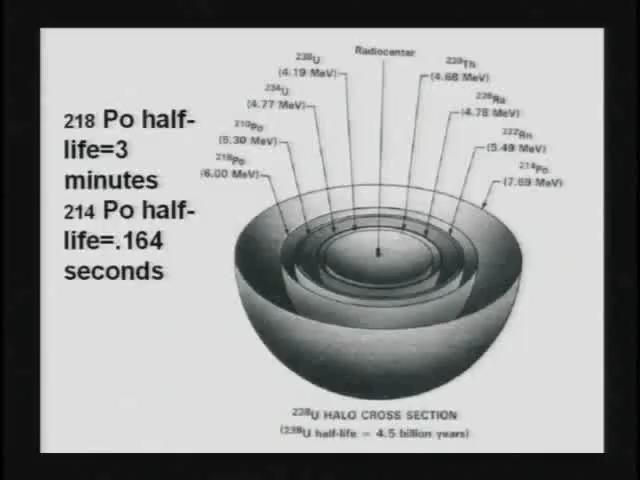 218 Po half-
life=3
minutes
214 Po half-
life=.164
seconds
Radiocenter
238U
(4.19 MeV)
234U
(4.77 MeV)
210Po
(5.30 MeV)
218Po
(6.00 MeV)
230Th
(4.68 MeV)
226Ra
(4.78 MeV)
222Rn
(5.49 MeV)
214Po
(7.69 MeV)
238U HALO CROSS SECTION
(238U half-life = 4.5 billion years)